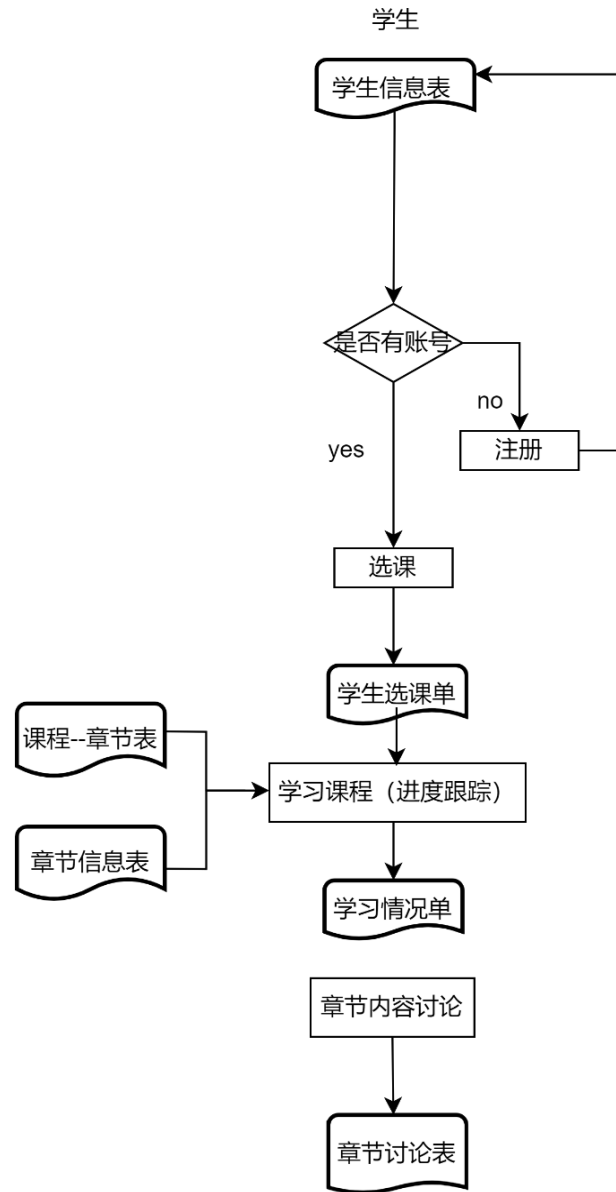 学生
学生信息表
是否有账号
no
注册
yes
选课
学生选课单
课程--章节表
学习课程（进度跟踪）
章节信息表
学习情况单
章节内容讨论
章节讨论表